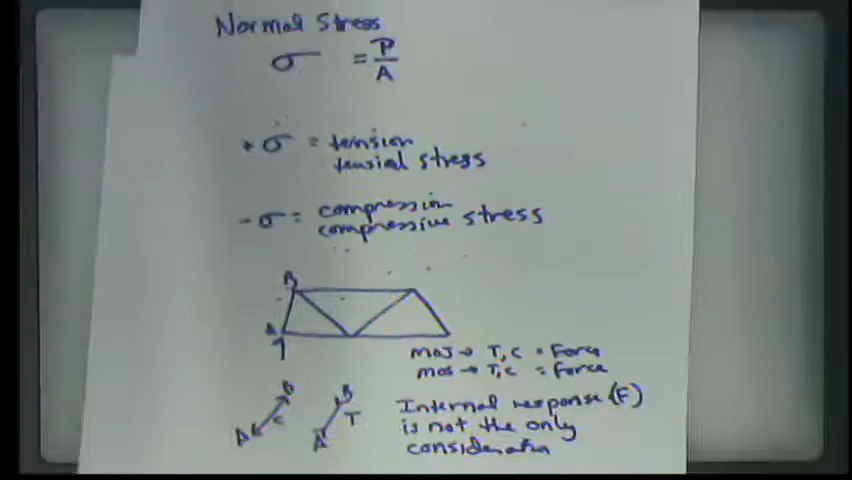 Normal Stress
σ = P/A
+ σ = tension
tensial stress
- σ = compression
compressive stress
B
A
moj → T, C = Force
mos → T, C = Force
B
A C
B
A T
Internal response (F)
is not the only
consideration